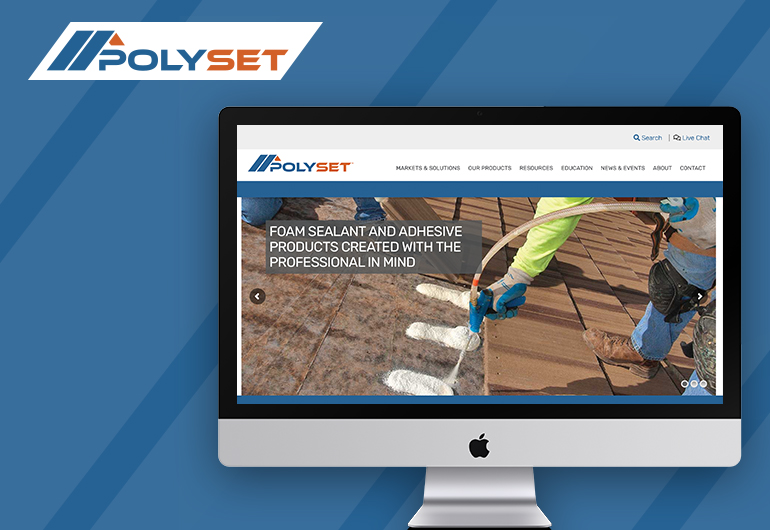 POLYSET
Search | Live Chat
POLYSET
MARKETS & SOLUTIONS OUR PRODUCTS RESOURCES EDUCATION NEWS & EVENTS ABOUT CONTACT
FOAM SEALANT AND ADHESIVE
PRODUCTS CREATED WITH THE
PROFESSIONAL IN MIND